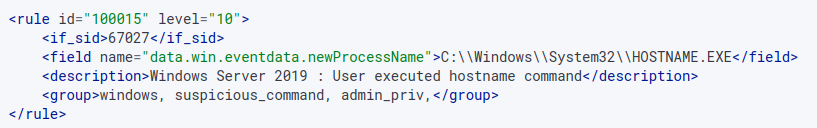 <rule id="100015" level="10">
<if_sid>67027</if_sid>
<field name="data.win.eventdata.newProcessName">C:\\Windows\\System32\\HOSTNAME.EXE</field>
<description>Windows Server 2019 : User executed hostname command</description>
<group>windows, suspicious_command, admin_priv,</group>
</rule>